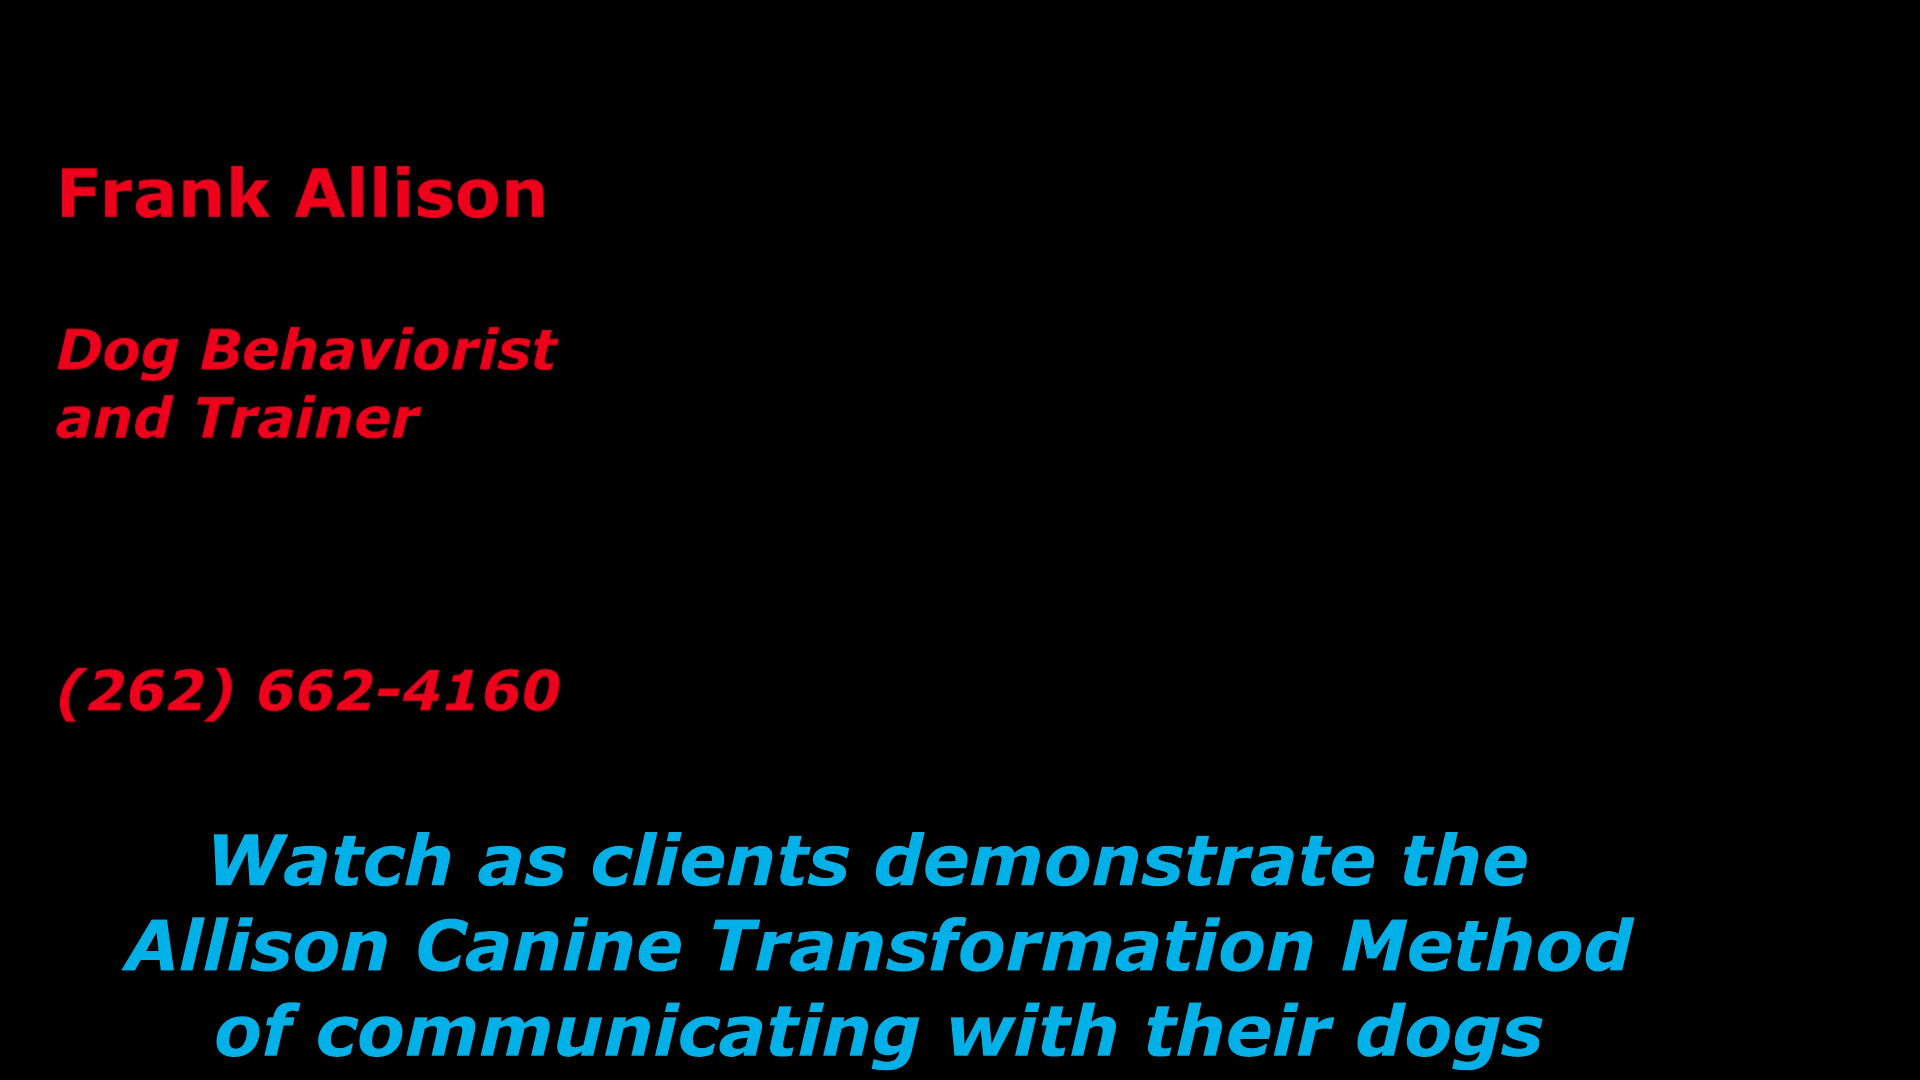 Frank Allison
Dog Behaviorist
and Trainer
(262) 662-4160
Watch as clients demonstrate the
Allison Canine Transformation Method
of communicating with their dogs